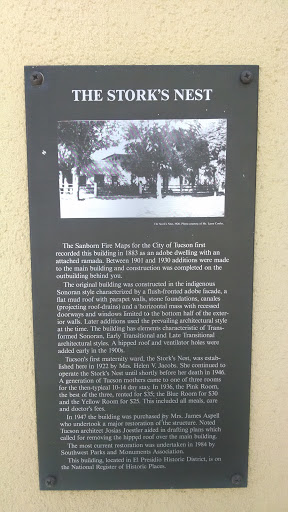 THE STORK'S NEST
The Stork's Nest, 1926. Photo courtesy of Mr.
The Sanborn Fire Maps for the City of Tucson first
recorded this building in 1883 as an adobe dwelling with an
attached ramada. Between 1901 and 1930 additions were made
to the main building and construction was completed on the
outbuilding behind you.
The original building was constructed in the indigenous
Sonoran style characterized by a flush-fronted adobe facade, a
flat mud roof with parapet walls, stone foundations, canales
(projecting roof-drains) and a horizontal mass with recessed
doorways and windows limited to the bottom half of the exter-
ior walls. Later additions used the prevailing architectural style
at the time. The building has elements characteristic of Trans-
formed Sonoran, Early Transitional and Late Transitional
architectural styles. A hipped roof and ventilator holes were
added early in the 1900s.
Tucson's first maternity ward, the Stork's Nest, was estab-
lished here in 1922 by Mrs. Helen V. Jacobs. She continued to
operate the Stork's Nest until shortly before her death in 1946.
A generation of Tucson mothers came to one of three rooms
for the then-typical 10-14 day stay. In 1936, the Pink Room,
the best of the three, rented for $35; the Blue Room for $30
and the Yellow Room for $25. This included all meals, care
and doctor's fees.
In 1947 the building was purchased by Mrs. James Aspell
who undertook a major restoration of the structure. Noted
Tucson architect Josias Joestler aided in drafting plans which
called for removing the hippd roof over the main building.
The most current restoration was undertaken in 1984 by
Southwest Parks and Monuments Association.
This building, located in El Presidio Historic District, is on
the National Register of Historic Places.